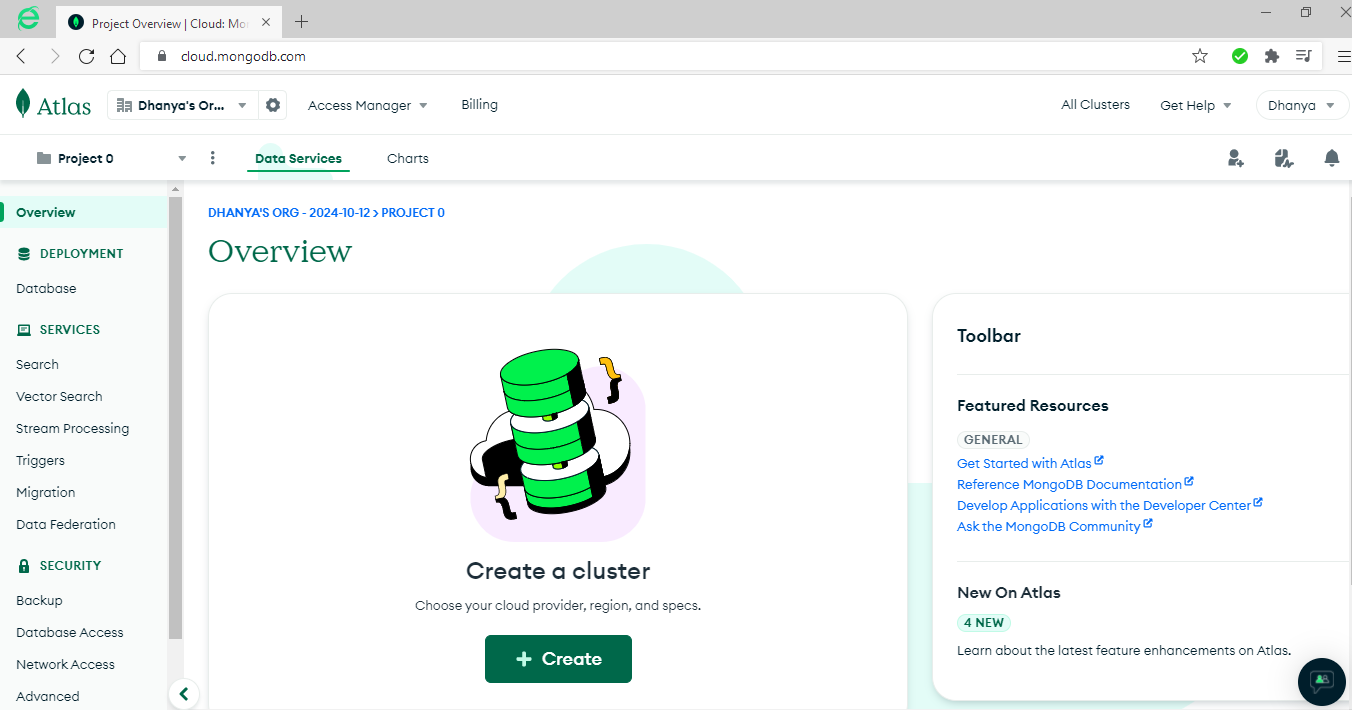 Project Overview | Cloud: Mo
cloud.mongodb.com
Atlas
Dhanya's Or...
Access Manager
Billing
All Clusters
Get Help
Dhanya
Project 0
Data Services
Charts
Overview
DEPLOYMENT
Database
SERVICES
Search
Vector Search
Stream Processing
Triggers
Migration
Data Federation
SECURITY
Backup
Database Access
Network Access
Advanced
DHANYA'S ORG - 2024-10-12 > PROJECT 0
Overview
Create a cluster
Choose your cloud provider, region, and specs.
+ Create
Toolbar
Featured Resources
GENERAL
Get Started with Atlas
Reference MongoDB Documentation
Develop Applications with the Developer Center
Ask the MongoDB Community
New On Atlas
4 NEW
Learn about the latest feature enhancements on Atlas.